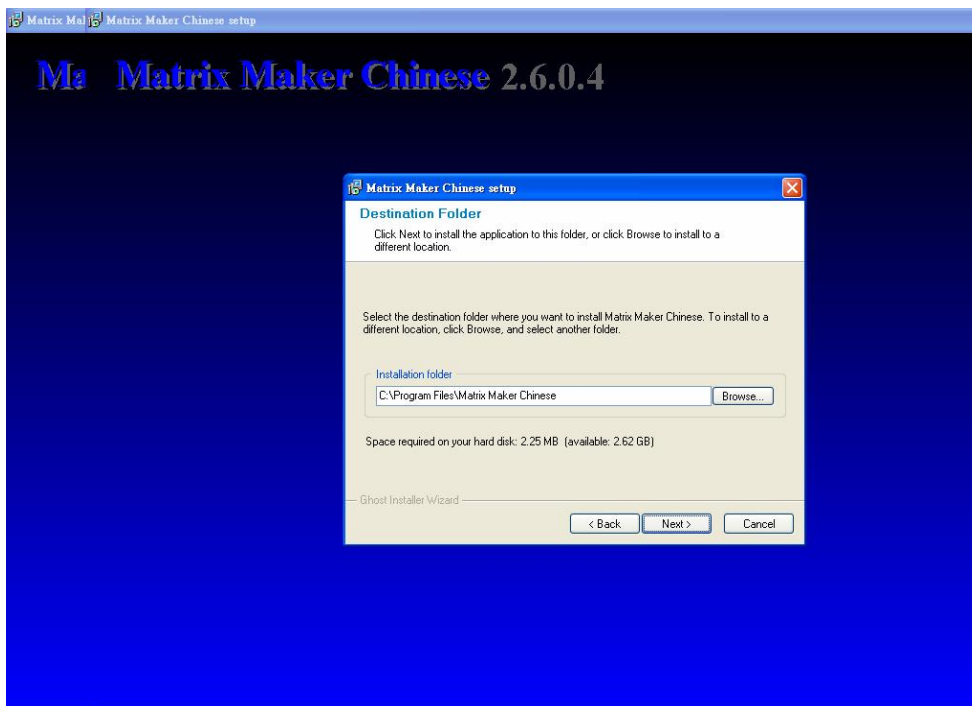 Matrix Mal Matrix Maker Chinese setup
Ma Matrix Maker Chinese 2.6.0.4
Matrix Maker Chinese setup
Destination Folder
Click Next to install the application to this folder, or click Browse to install to a
different location.
Select the destination folder where you want to install Matrix Maker Chinese. To install to a
different location, click Browse, and select another folder.
Installation folder
C:\Program Files\Matrix Maker Chinese
Browse...
Space required on your hard disk: 2.25 MB (available: 2.62 GB)
Ghost Installer Wizard
< Back Next > Cancel